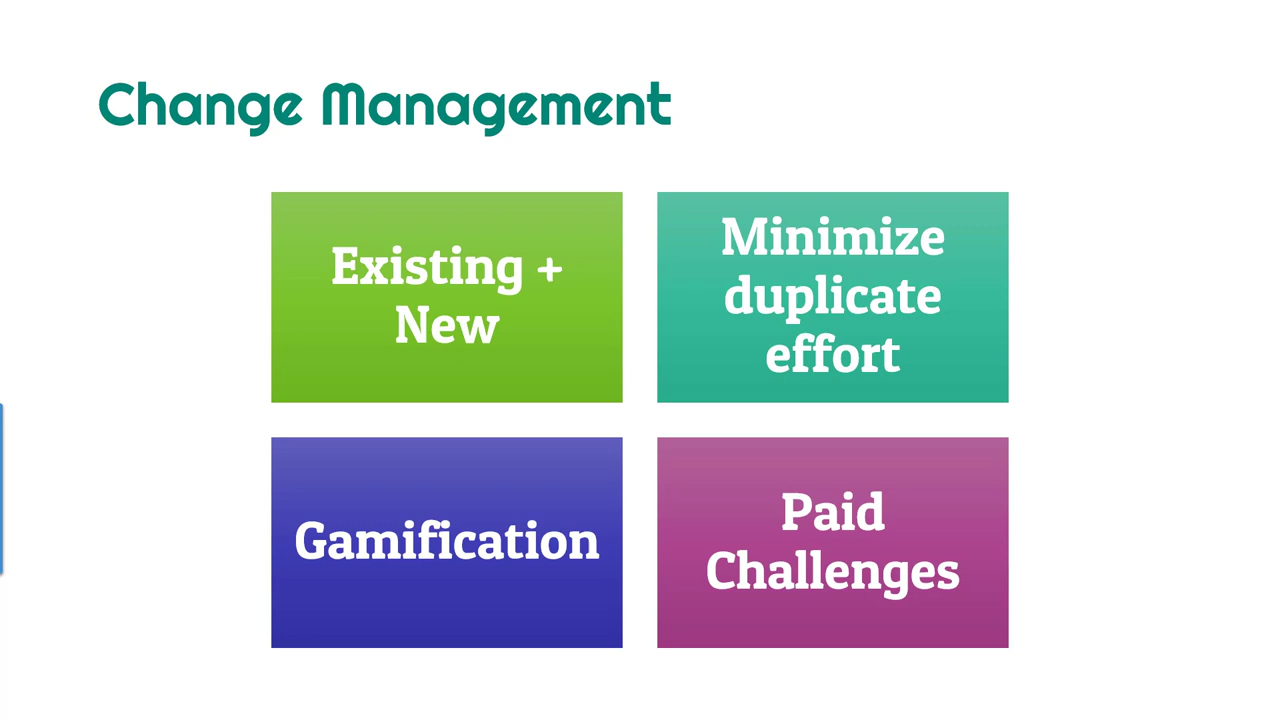 Change Management
Existing +
New
Minimize
duplicate
effort
Gamification
Paid
Challenges